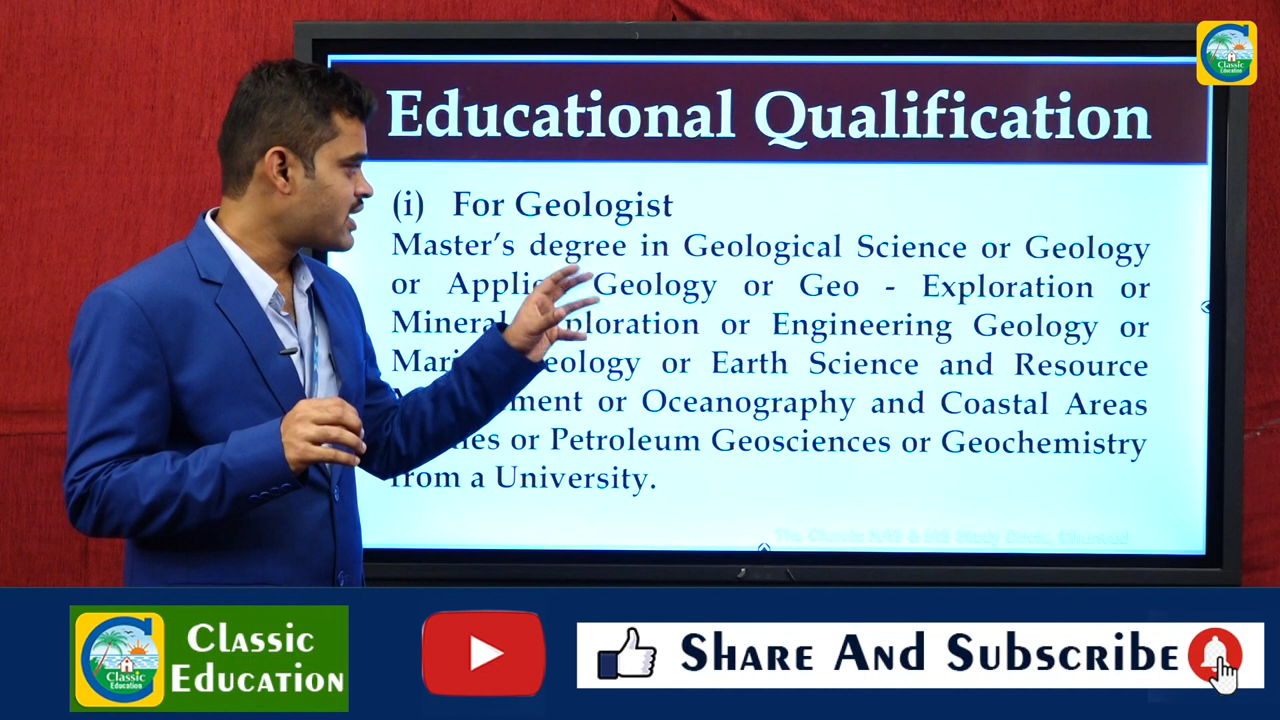 Educational Qualification
(i) For Geologist
Master's degree in Geological Science or Geology
or Geology or Geo - Exploration or
Engineering Geology or
or Earth Science and Resource
or Oceanography and Coastal Areas
or Petroleum Geosciences or Geochemistry
from a University.
Classic
Education
Classic
Education
Classic
Education
Share And Subscribe